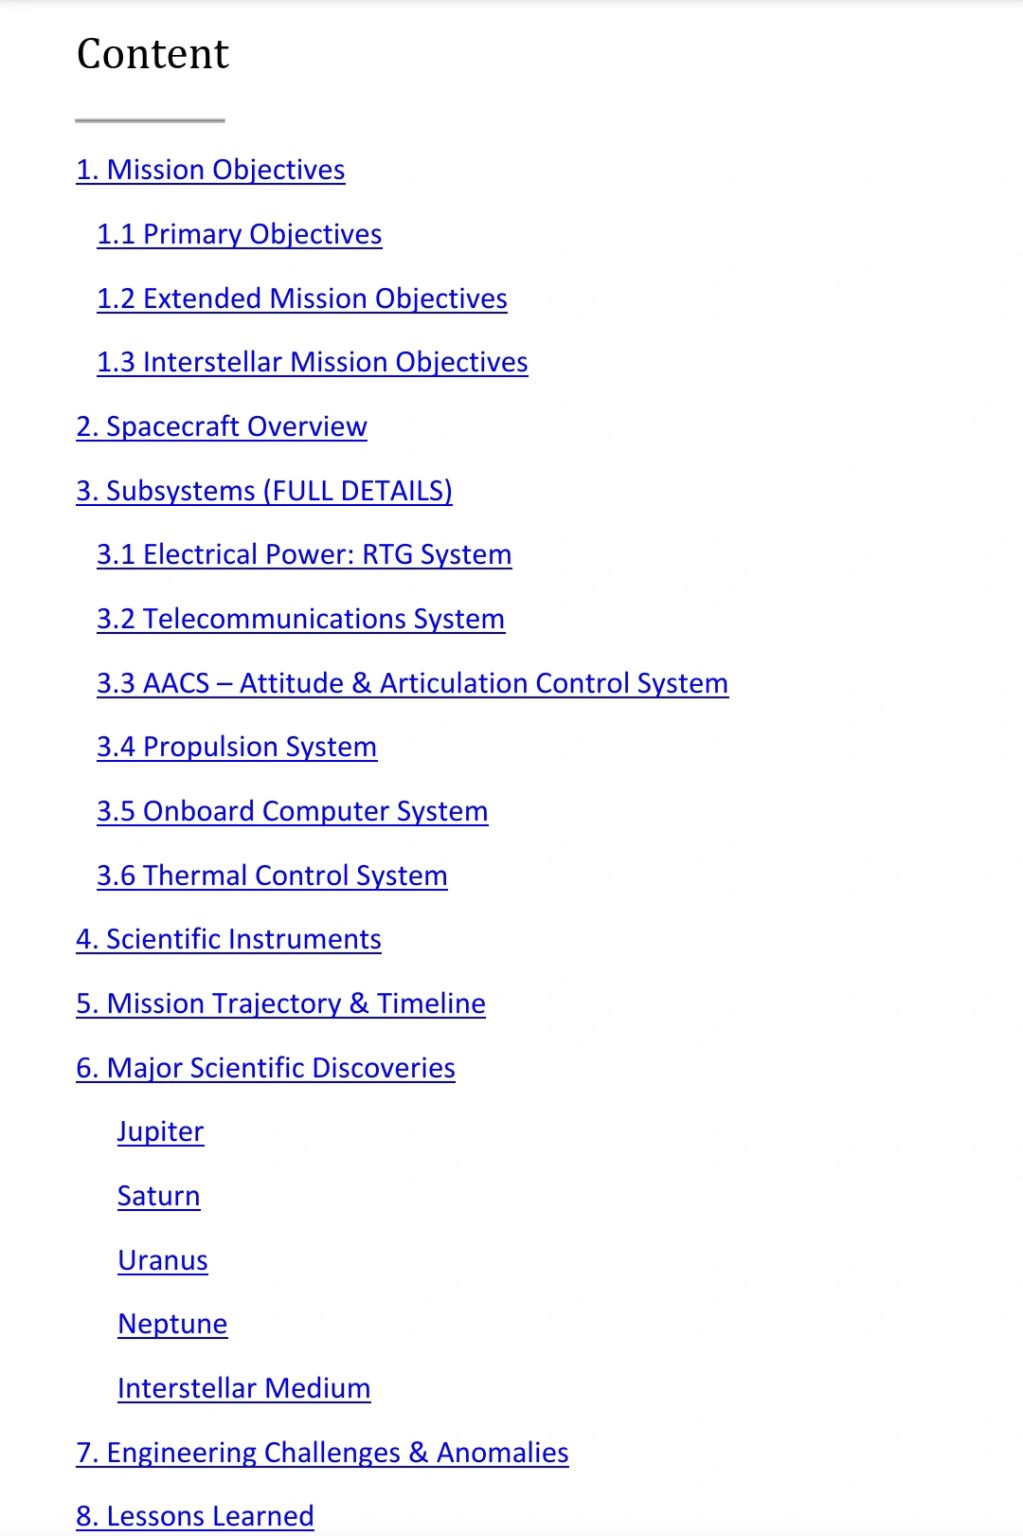 Content
1. Mission Objectives
1.1 Primary Objectives
1.2 Extended Mission Objectives
1.3 Interstellar Mission Objectives
2. Spacecraft Overview
3. Subsystems (FULL DETAILS)
3.1 Electrical Power: RTG System
3.2 Telecommunications System
3.3 AACS – Attitude & Articulation Control System
3.4 Propulsion System
3.5 Onboard Computer System
3.6 Thermal Control System
4. Scientific Instruments
5. Mission Trajectory & Timeline
6. Major Scientific Discoveries
Jupiter
Saturn
Uranus
Neptune
Interstellar Medium
7. Engineering Challenges & Anomalies
8. Lessons Learned